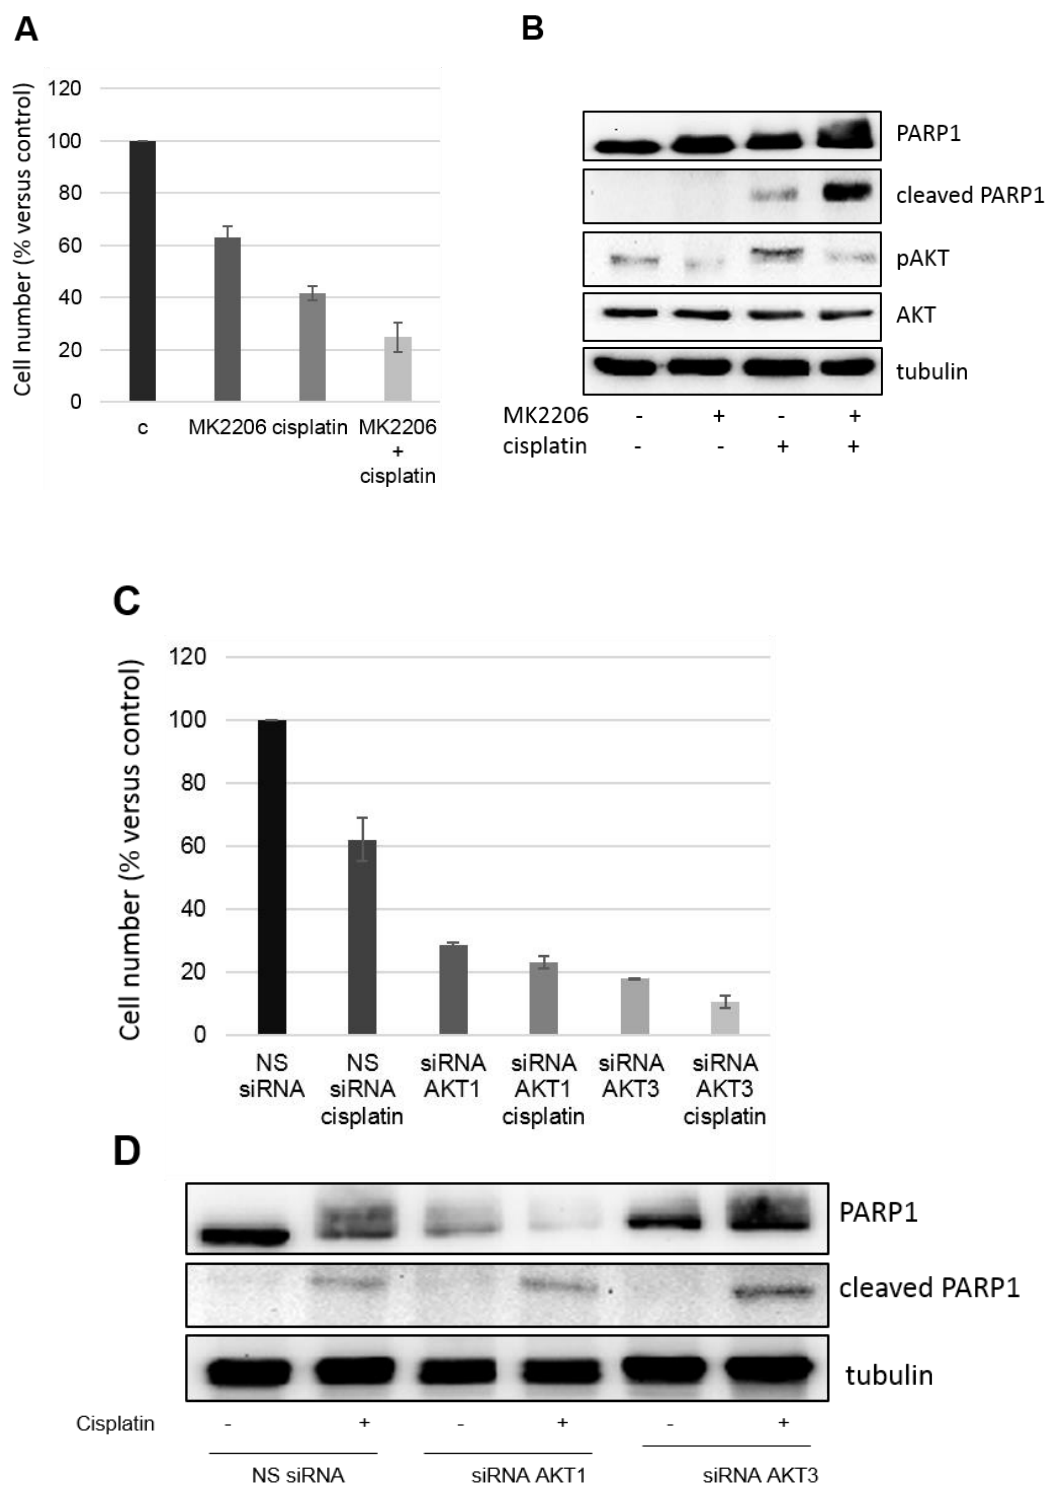 A
Cell number (% versus control)
120
100
80
60
40
20
0
c
MK2206
cisplatin
MK2206
+
cisplatin
B
PARP1
cleaved PARP1
pAKT
AKT
tubulin
MK2206 - + - +
cisplatin - - + +
C
Cell number (% versus control)
120
100
80
60
40
20
0
NS
siRNA
NS
siRNA
cisplatin
siRNA
AKT1
siRNA
AKT1
cisplatin
siRNA
AKT3
siRNA
AKT3
cisplatin
D
PARP1
cleaved PARP1
tubulin
Cisplatin - + - + - +
NS siRNA siRNA AKT1 siRNA AKT3